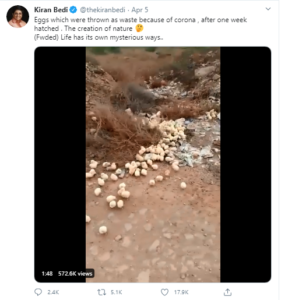 Kiran Bedi @thekiranbedi · Apr 5
Eggs which were thrown as waste because of corona , after one week
hatched . The creation of nature 🤔
(Fwded) Life has its own mysterious ways..
1:48 572.6K views
2.4K 5.1K 17.8K